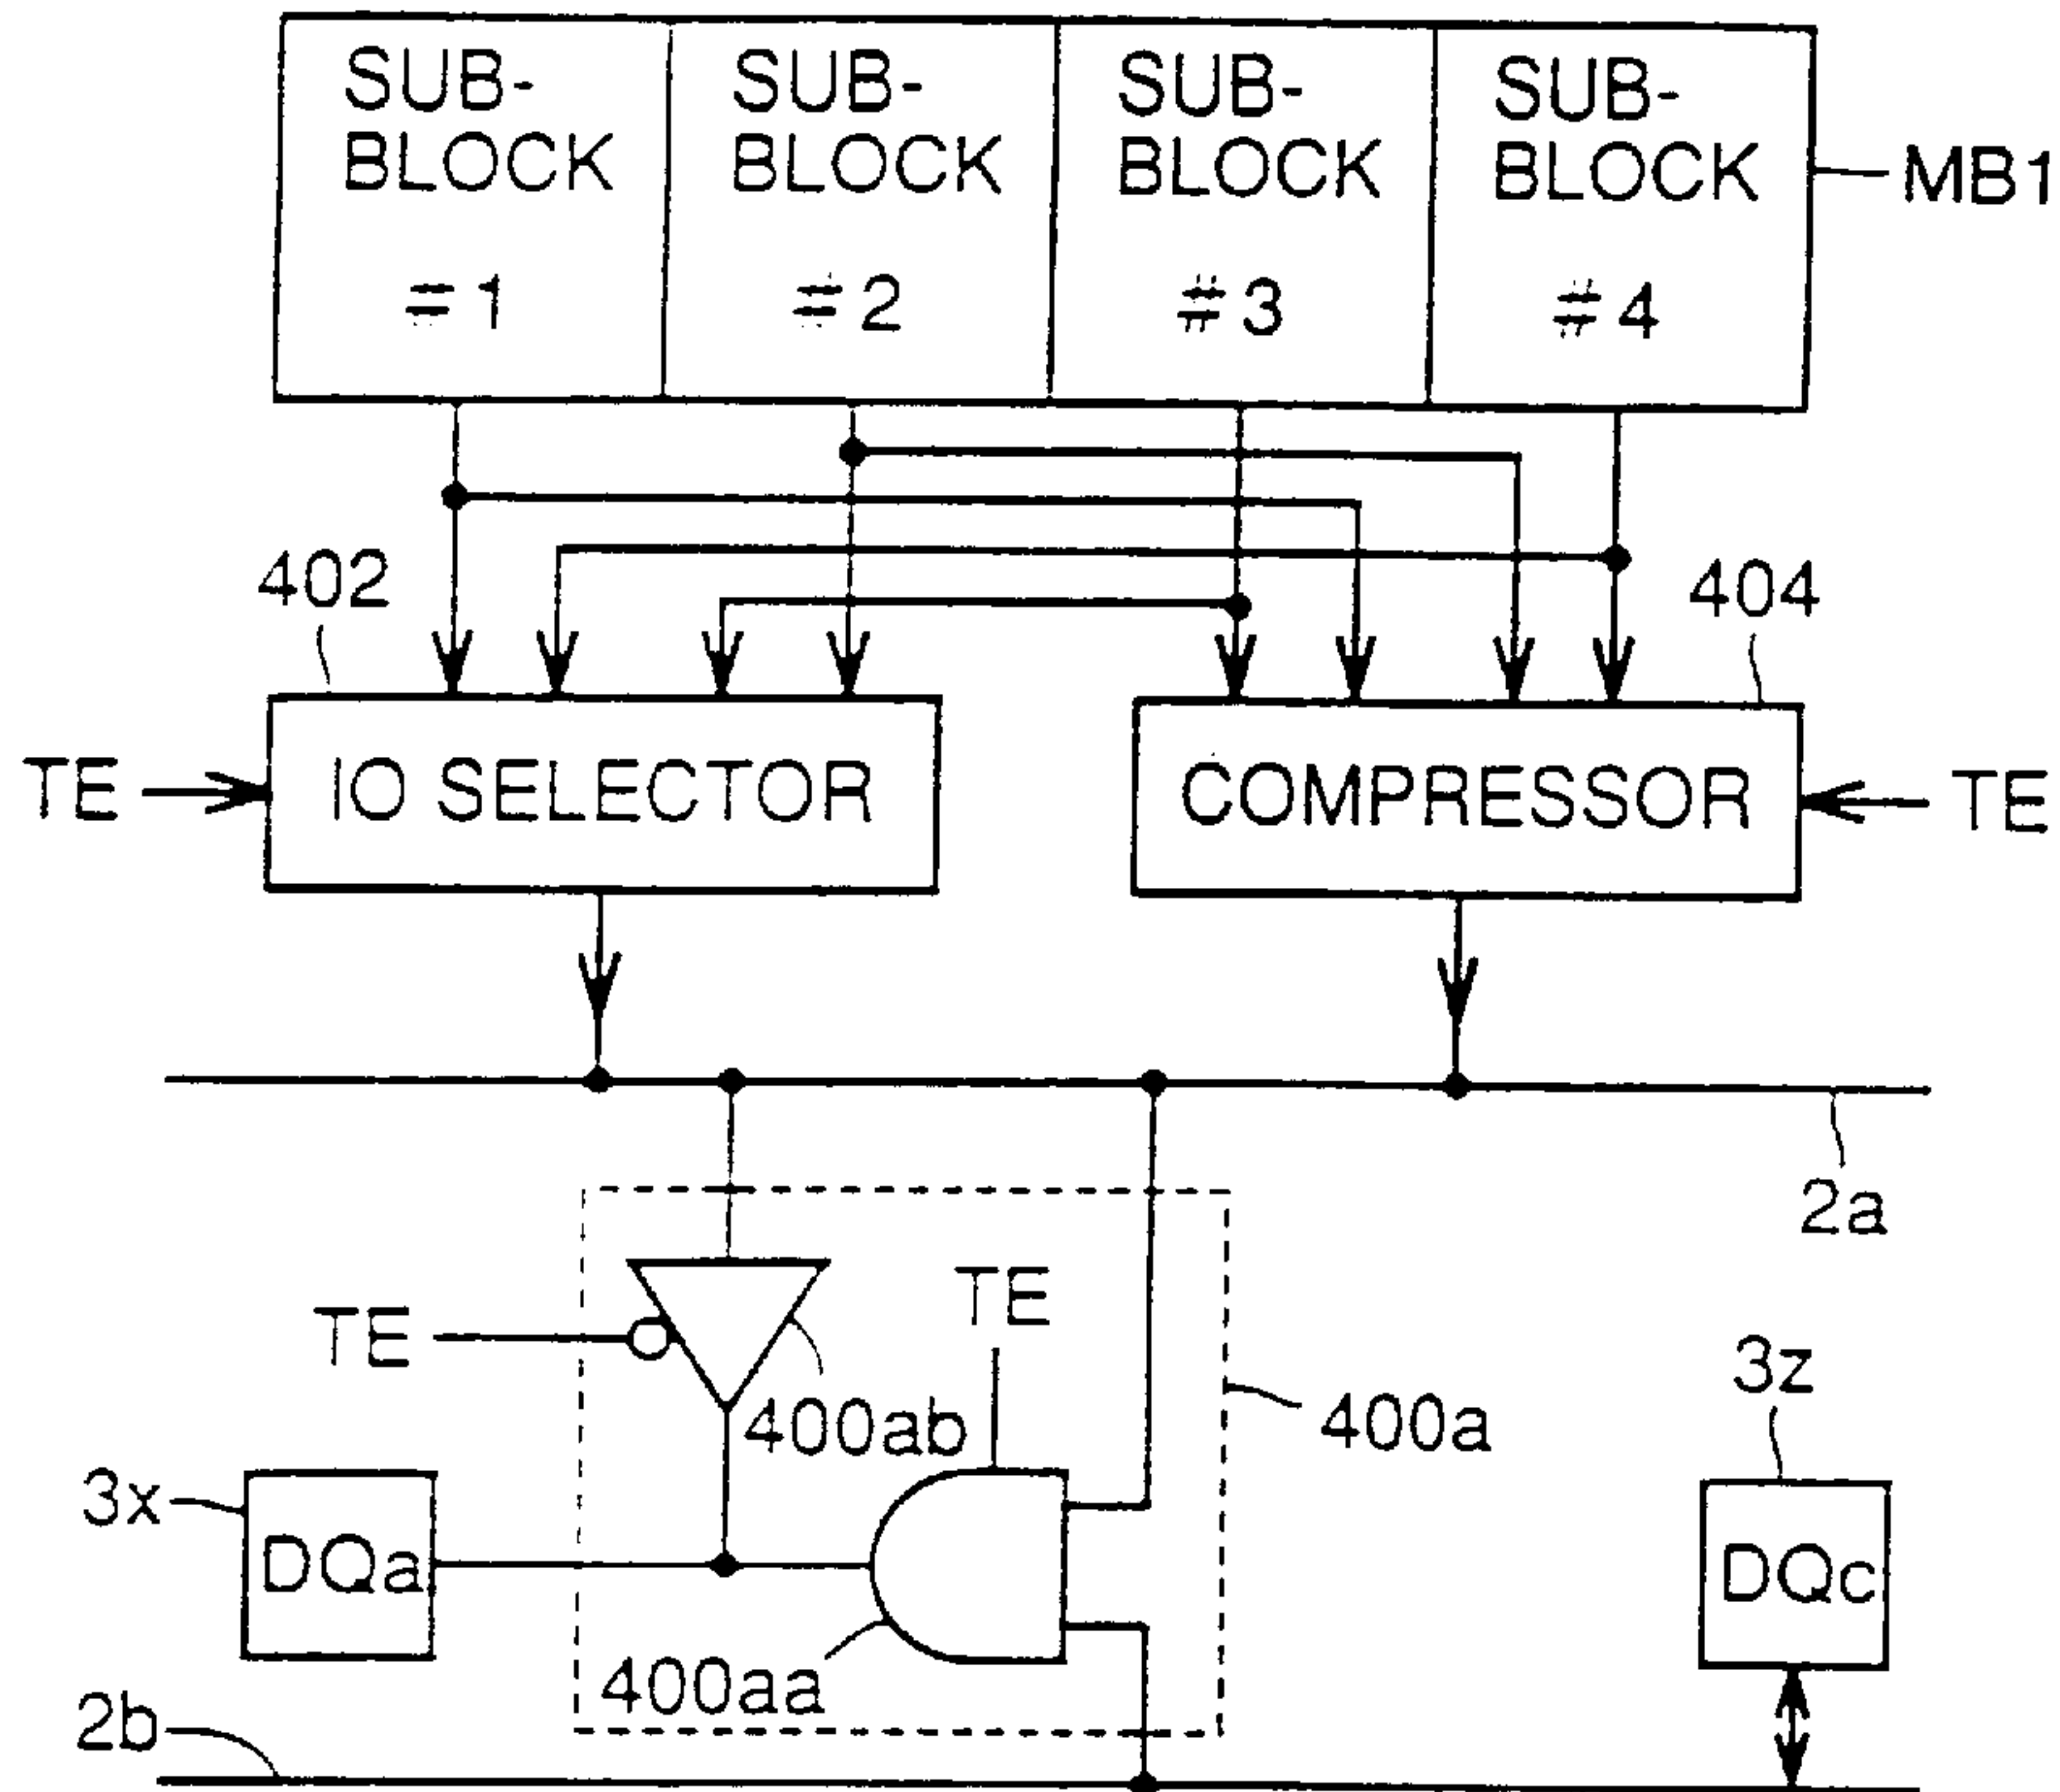 SUB-
BLOCK
#1
SUB-
BLOCK
#2
SUB-
BLOCK
#3
SUB-
BLOCK
#4
MB1
402
404
TE
IO SELECTOR
COMPRESSOR
TE
2a
TE
TE
400ab
400a
3z
3x
DQa
DQc
400aa
2b